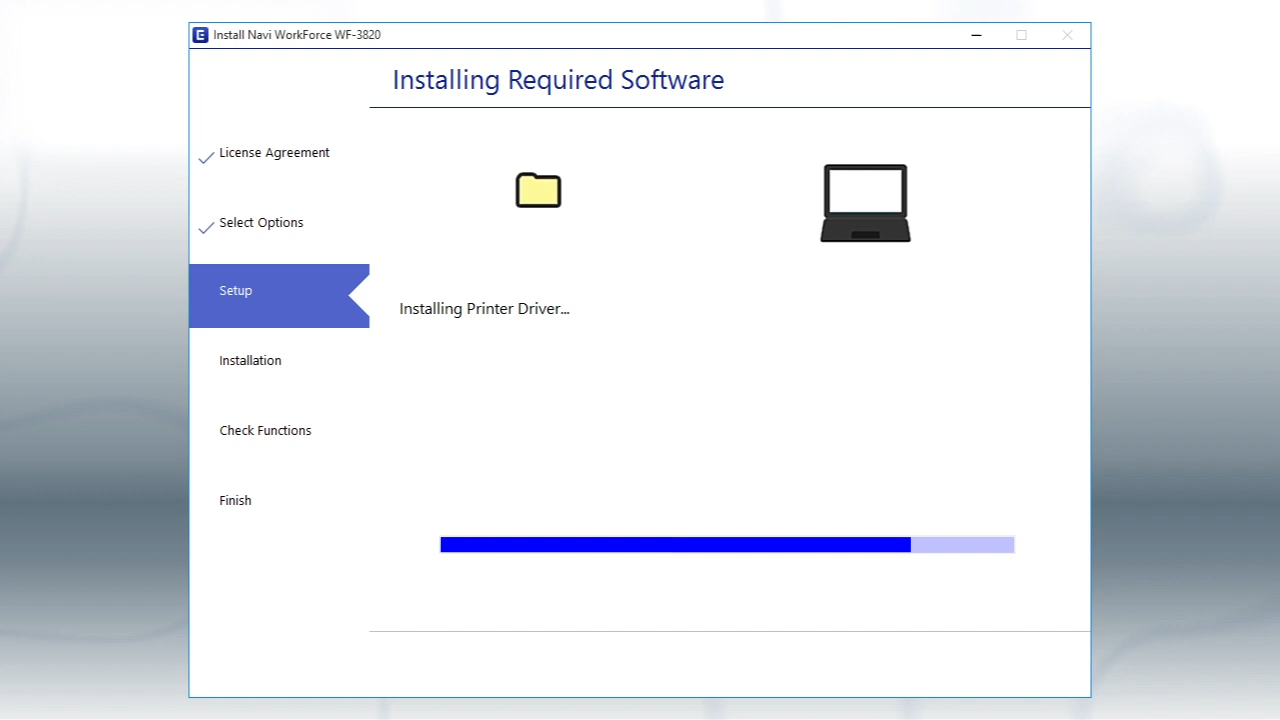 Install Navi WorkForce WF-3820
Installing Required Software
License Agreement
Select Options
Setup
Installing Printer Driver...
Installation
Check Functions
Finish